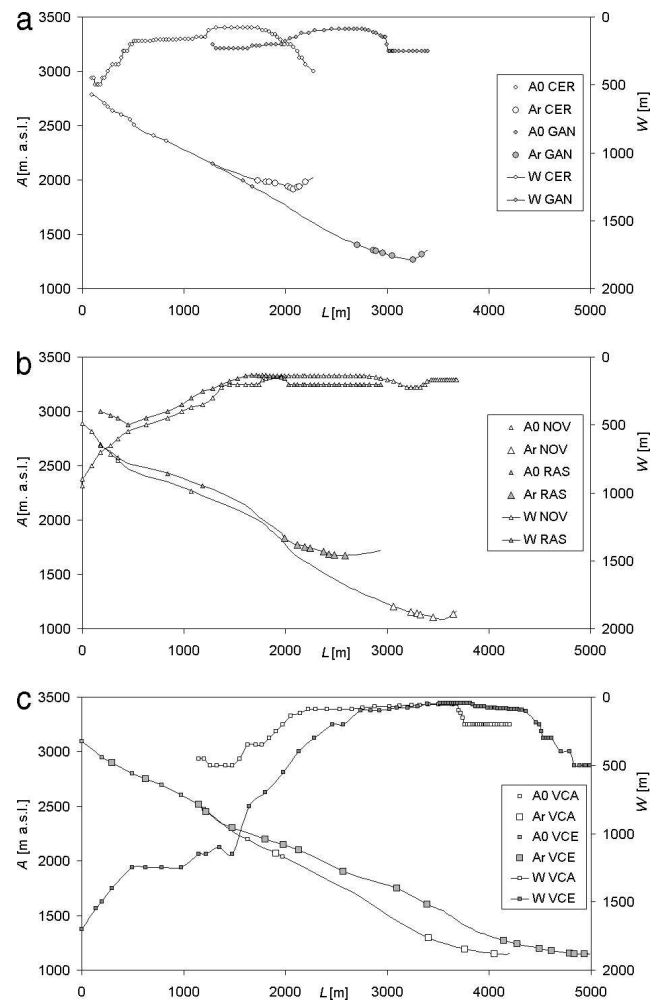 a
3500
3000
2500
2000
1500
1000
A [m. a.s.l.]
0
500
1000
1500
2000
W [m]
0 1000 2000 3000 4000 5000
L [m]
A0 CER
Ar CER
A0 GAN
Ar GAN
W CER
W GAN
b
3500
3000
2500
2000
1500
1000
A [m. a.s.l.]
0
500
1000
1500
2000
W [m]
0 1000 2000 3000 4000 5000
L [m]
A0 NOV
Ar NOV
A0 RAS
Ar RAS
W NOV
W RAS
c
3500
3000
2500
2000
1500
1000
A [m a.s.l.]
0
500
1000
1500
2000
W [m]
0 1000 2000 3000 4000 5000
L [m]
A0 VCA
Ar VCA
A0 VCE
Ar VCE
W VCA
W VCE